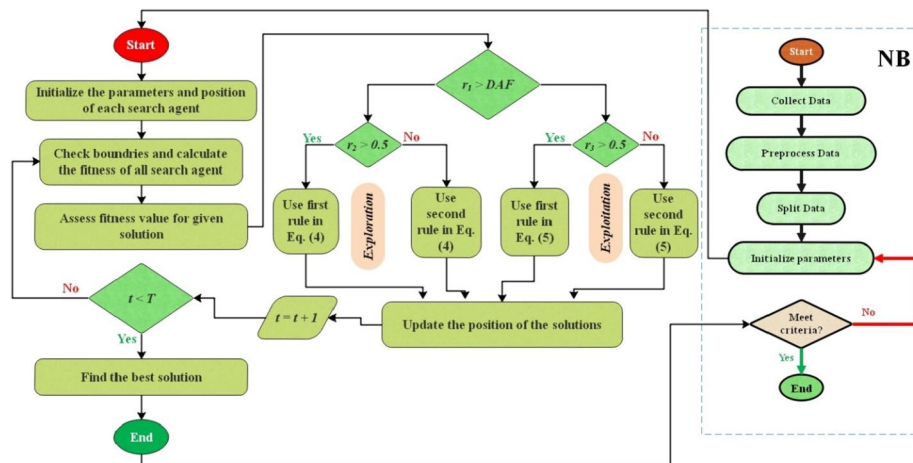 Start
Initialize the parameters and position
of each search agent
Check boundries and calculate
the fitness of all search agent
Assess fitness value for given
solution
r₁ > DAF
Yes
r₂ > 0.5
No
Yes
r₃ > 0.5
No
Use first
rule in
Eq. (4)
Exploration
Use
second
rule in Eq.
(4)
Use first
rule in Eq.
(5)
Exploitation
Use
second
rule in Eq.
(5)
No
t < T
Yes
t = t + 1
Update the position of the solutions
Find the best solution
End
NB
Start
Collect Data
Preprocess Data
Split Data
Initialize parameters
Meet
criteria?
No
Yes
End